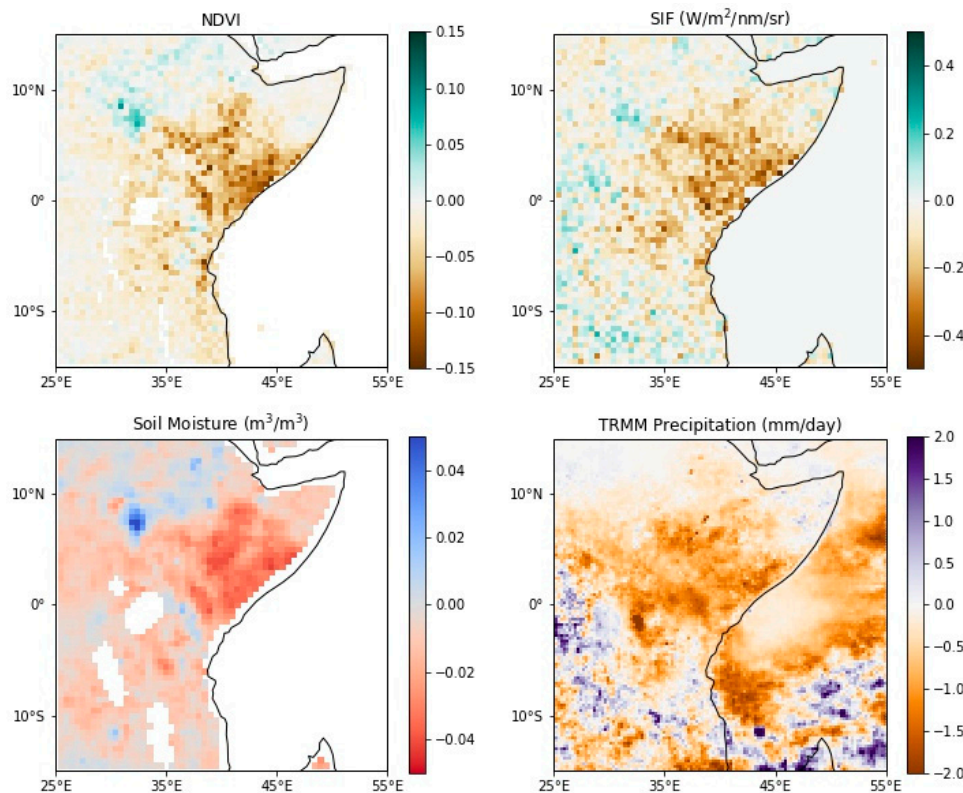 NDVI
10°N
0°
10°S
25°E
35°E
45°E
55°E
0.15
0.10
0.05
0.00
−0.05
−0.10
−0.15
SIF (W/m²/nm/sr)
10°N
0°
10°S
25°E
35°E
45°E
55°E
0.4
0.2
0.0
−0.2
−0.4
Soil Moisture (m³/m³)
10°N
0°
10°S
25°E
35°E
45°E
55°E
0.04
0.02
0.00
−0.02
−0.04
TRMM Precipitation (mm/day)
10°N
0°
10°S
25°E
35°E
45°E
55°E
2.0
1.5
1.0
0.5
0.0
−0.5
−1.0
−1.5
−2.0